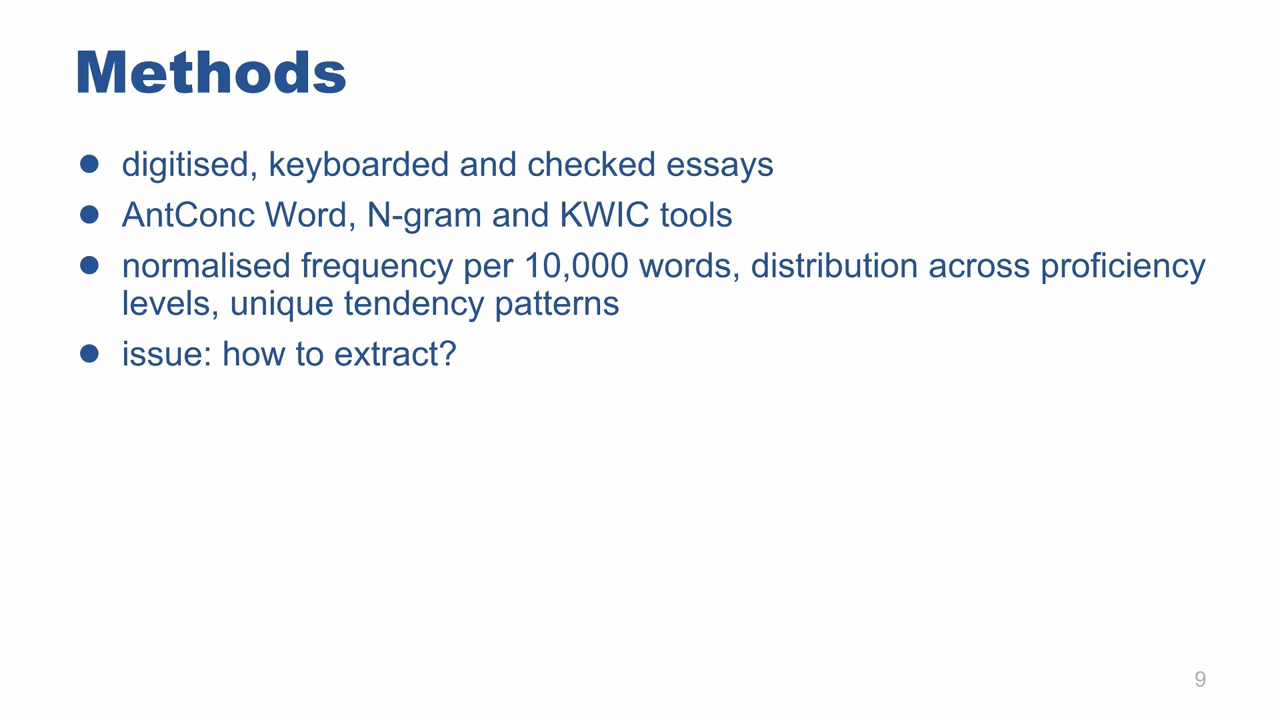 Methods
● digitised, keyboarded and checked essays
● AntConc Word, N-gram and KWIC tools
● normalised frequency per 10,000 words, distribution across proficiency
levels, unique tendency patterns
● issue: how to extract?
9